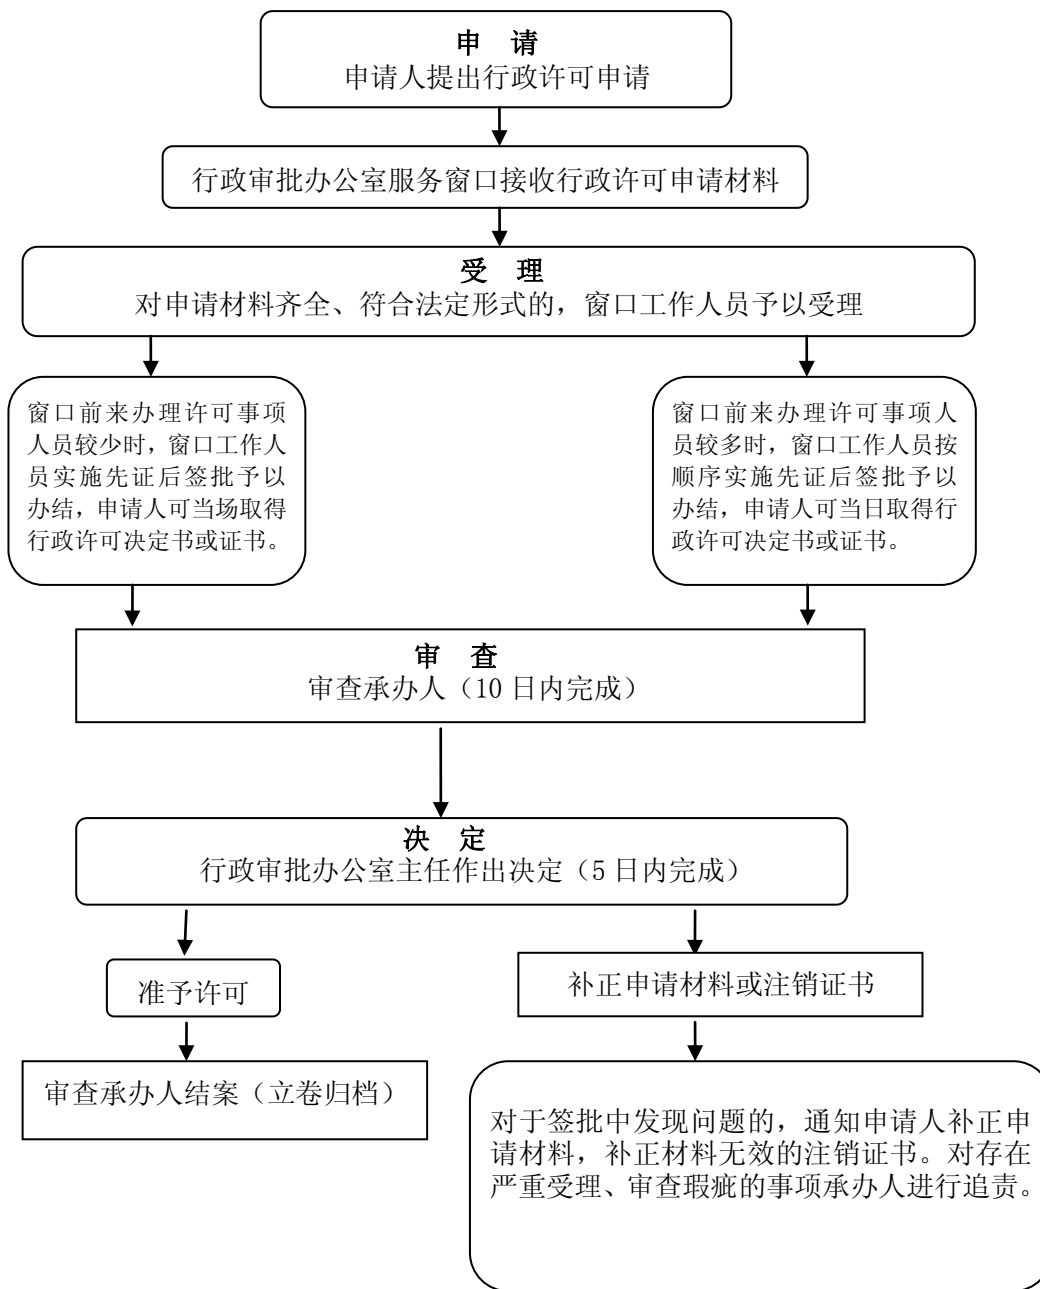 申 请
申请人提出行政许可申请
行政审批办公室服务窗口接收行政许可申请材料
受 理
对申请材料齐全、符合法定形式的，窗口工作人员予以受理
窗口前来办理许可事项
人员较少时，窗口工作人
员实施先证后签批予以
办结，申请人可当场取得
行政许可决定书或证书。
窗口前来办理许可事项人
员较多时，窗口工作人员按
顺序实施先证后签批予以
办结，申请人可当日取得行
政许可决定书或证书。
审 查
审查承办人（10 日内完成）
决 定
行政审批办公室主任作出决定（5 日内完成）
准予许可
补正申请材料或注销证书
审查承办人结案（立卷归档）
对于签批中发现问题的，通知申请人补正申
请材料，补正材料无效的注销证书。对存在
严重受理、审查瑕疵的事项承办人进行追责。